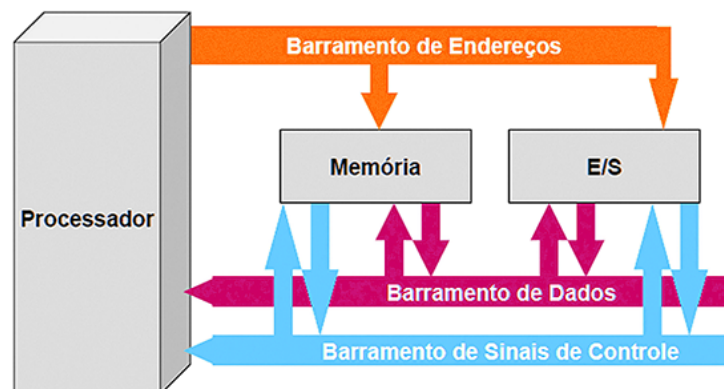 Barramento de Endereços
Memória
E/S
Processador
Barramento de Dados
Barramento de Sinais de Controle